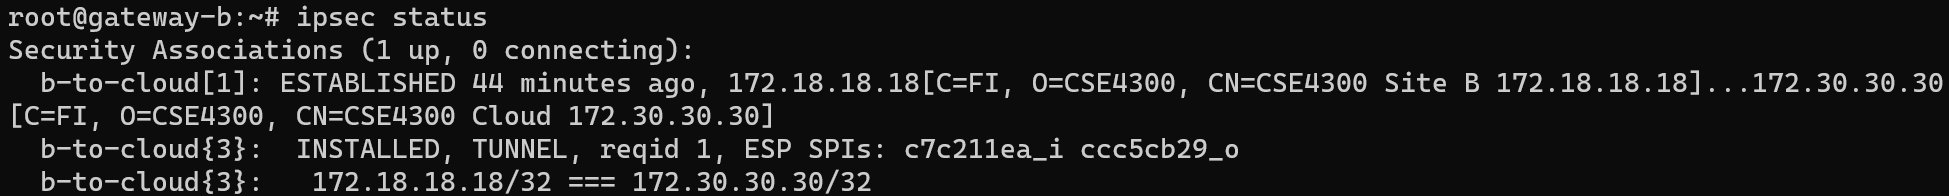 root@gateway-b:~# ipsec status
Security Associations (1 up, 0 connecting):
  b-to-cloud[1]: ESTABLISHED 44 minutes ago, 172.18.18.18[C=FI, O=CSE4300, CN=CSE4300 Site B 172.18.18.18]...172.30.30.30
[C=FI, O=CSE4300, CN=CSE4300 Cloud 172.30.30.30]
  b-to-cloud{3}:  INSTALLED, TUNNEL, reqid 1, ESP SPIs: c7c211ea_i ccc5cb29_o
  b-to-cloud{3}:   172.18.18.18/32 === 172.30.30.30/32